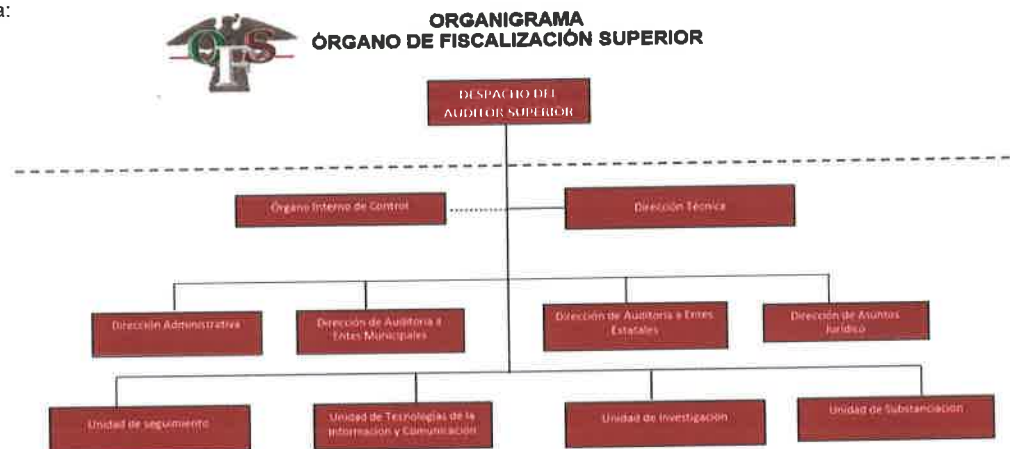 a:
OFS
ORGANIGRAMA
ÓRGANO DE FISCALIZACIÓN SUPERIOR
DESPACHO DEL
AUDITOR SUPERIOR
Órgano Interno de Control
Dirección Técnica
Dirección Administrativa
Dirección de Auditoria a
Entes Municipales
Dirección de Auditoria a Entes
Estatales
Dirección de Asuntos
Jurídico
Unidad de seguimiento
Unidad de Tecnologías de la
Información y Comunicación
Unidad de Investigación
Unidad de Substanciación